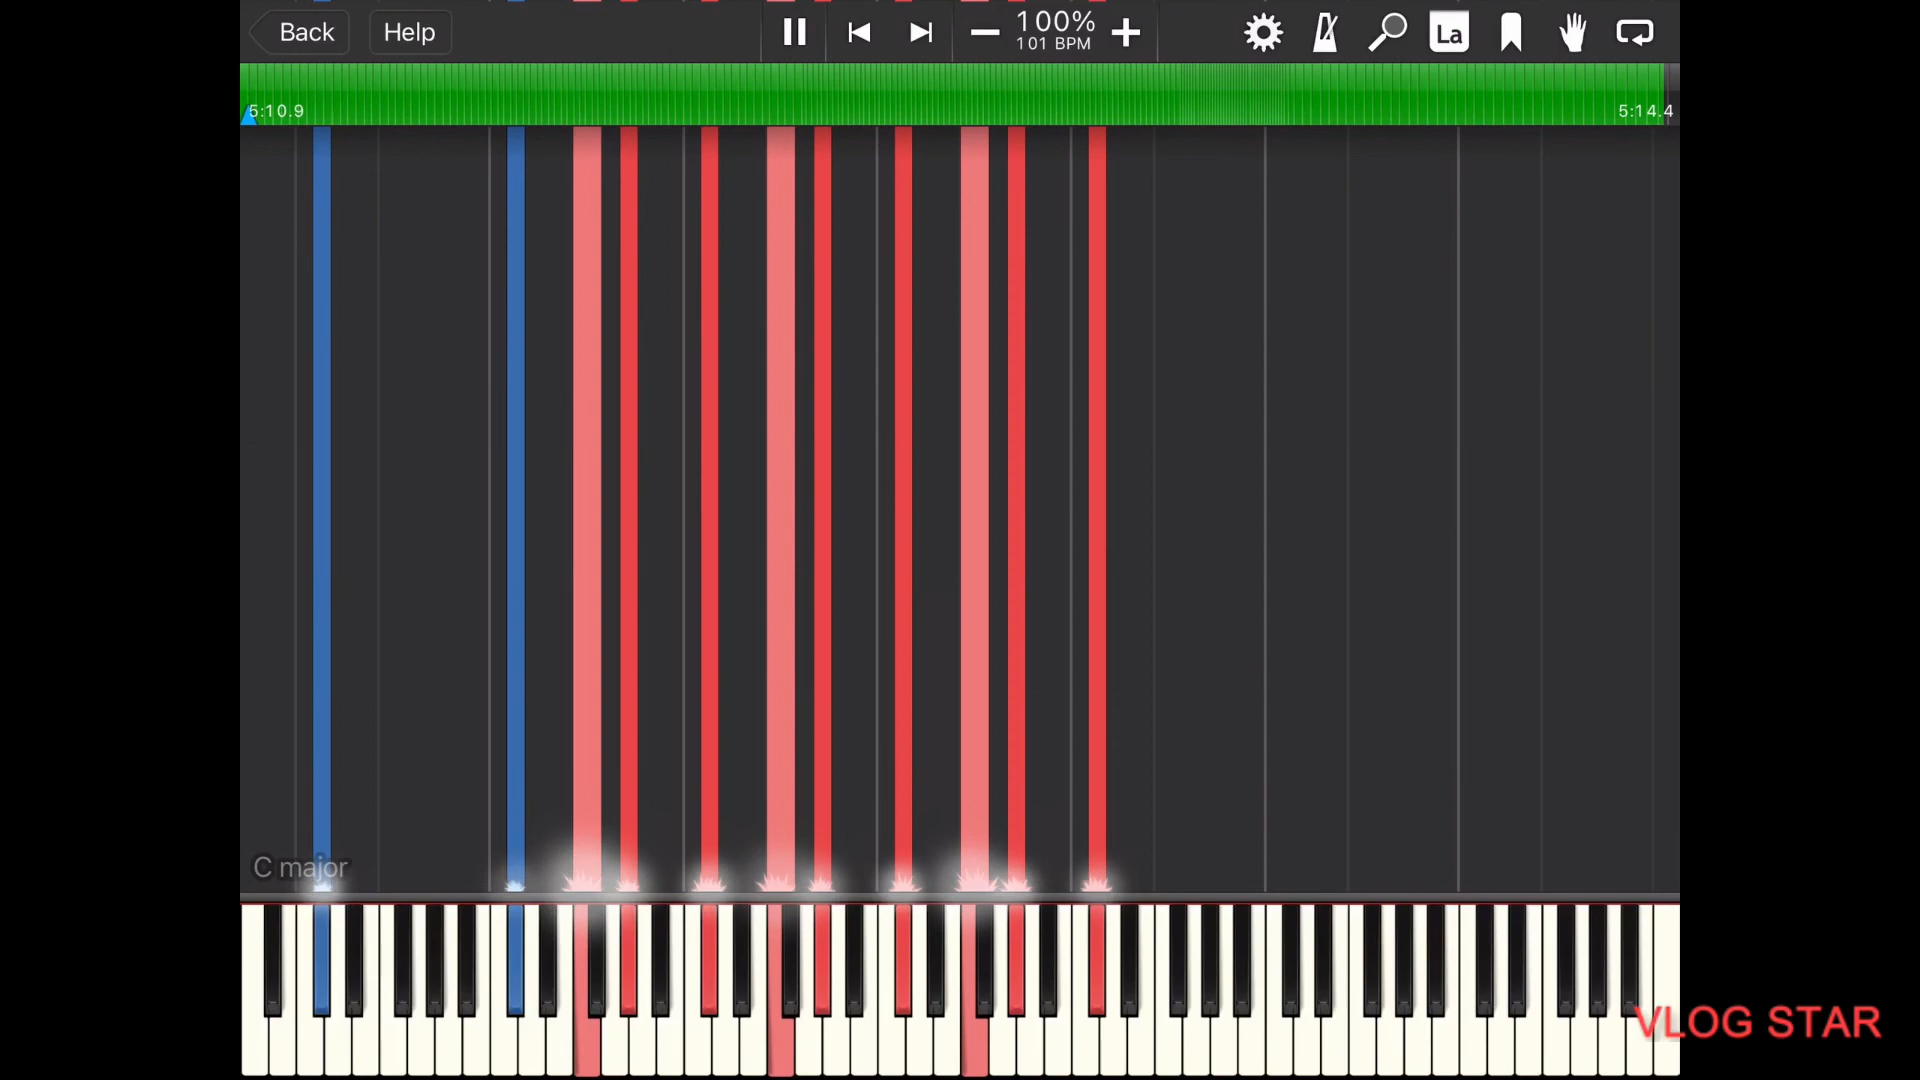 Back
Help
100%
101 BPM
La
5:10.9
5:14.4
C major
VLOG STAR